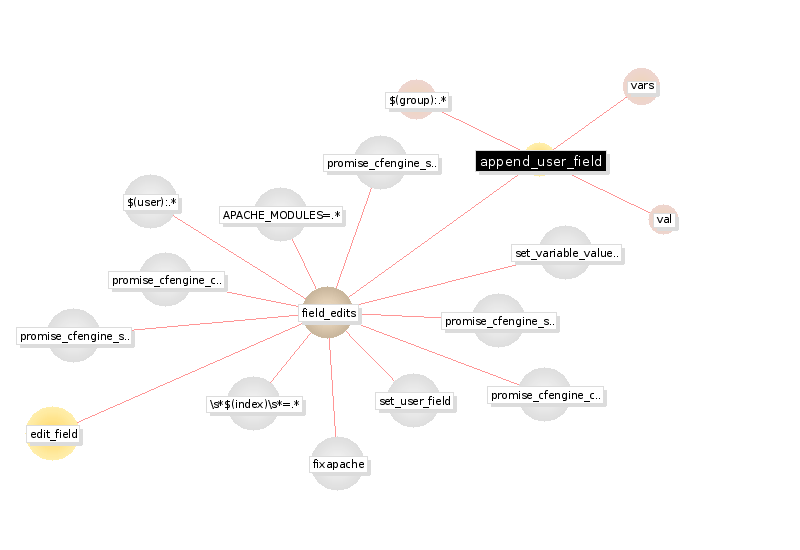 vars
$(group):.*
append_user_field
promise_cfengine_s..
$(user):.*
APACHE_MODULES=.*
val
set_variable_value..
promise_cfengine_c..
field_edits
promise_cfengine_s..
promise_cfengine_s..
promise_cfengine_c..
set_user_field
\s*$(index)\s*=.*
edit_field
fixapache